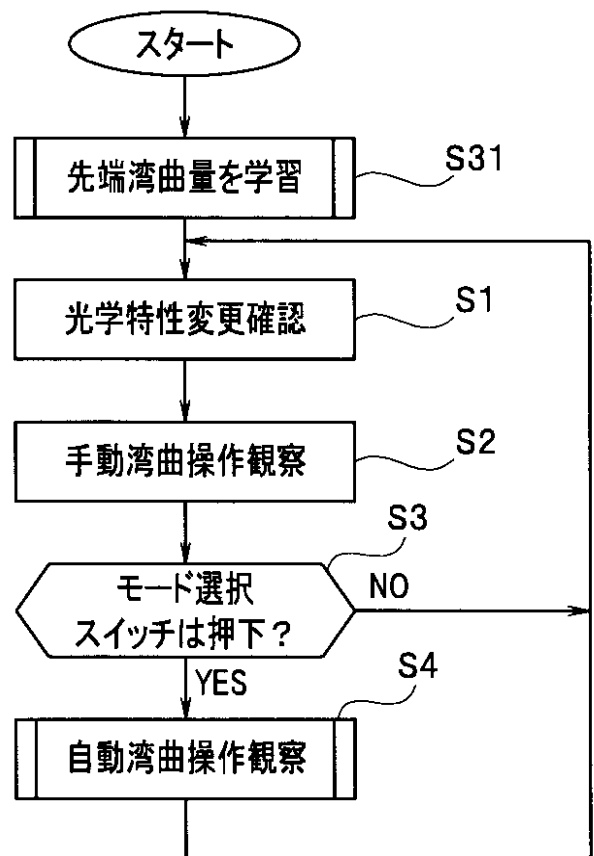 スタート
先端湾曲量を学習
S31
光学特性変更確認
S1
手動湾曲操作観察
S2
S3
モード選択
スイッチは押下？
NO
YES
S4
自動湾曲操作観察